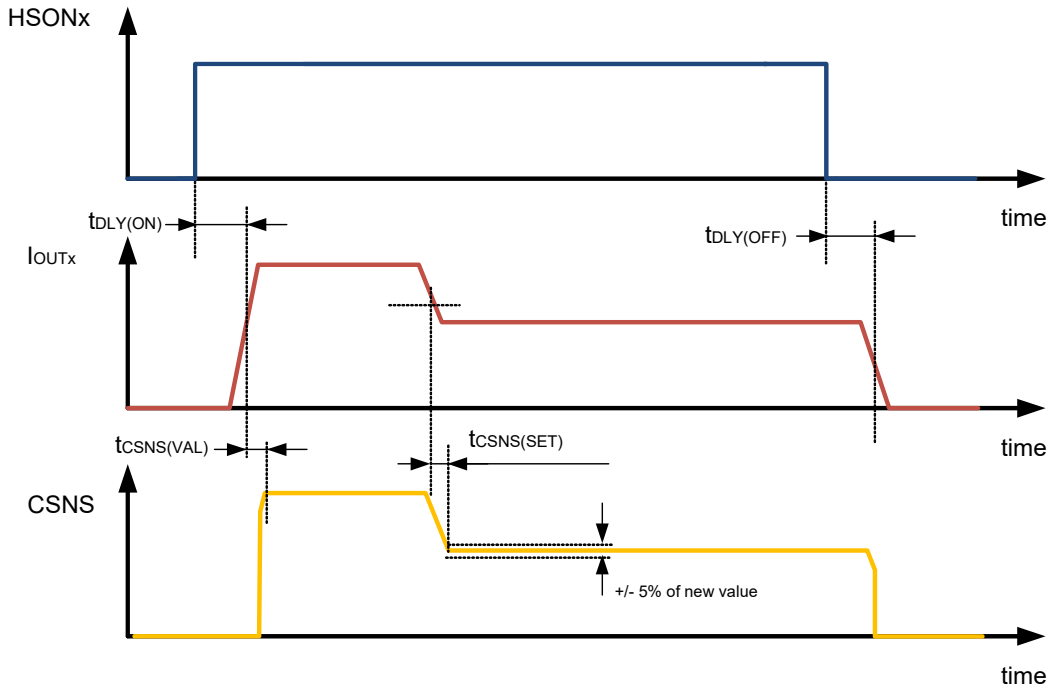 HSONx
time
tDLY(ON)
tDLY(OFF)
IOUTx
time
tCSNS(VAL)
tCSNS(SET)
CSNS
+/- 5% of new value
time